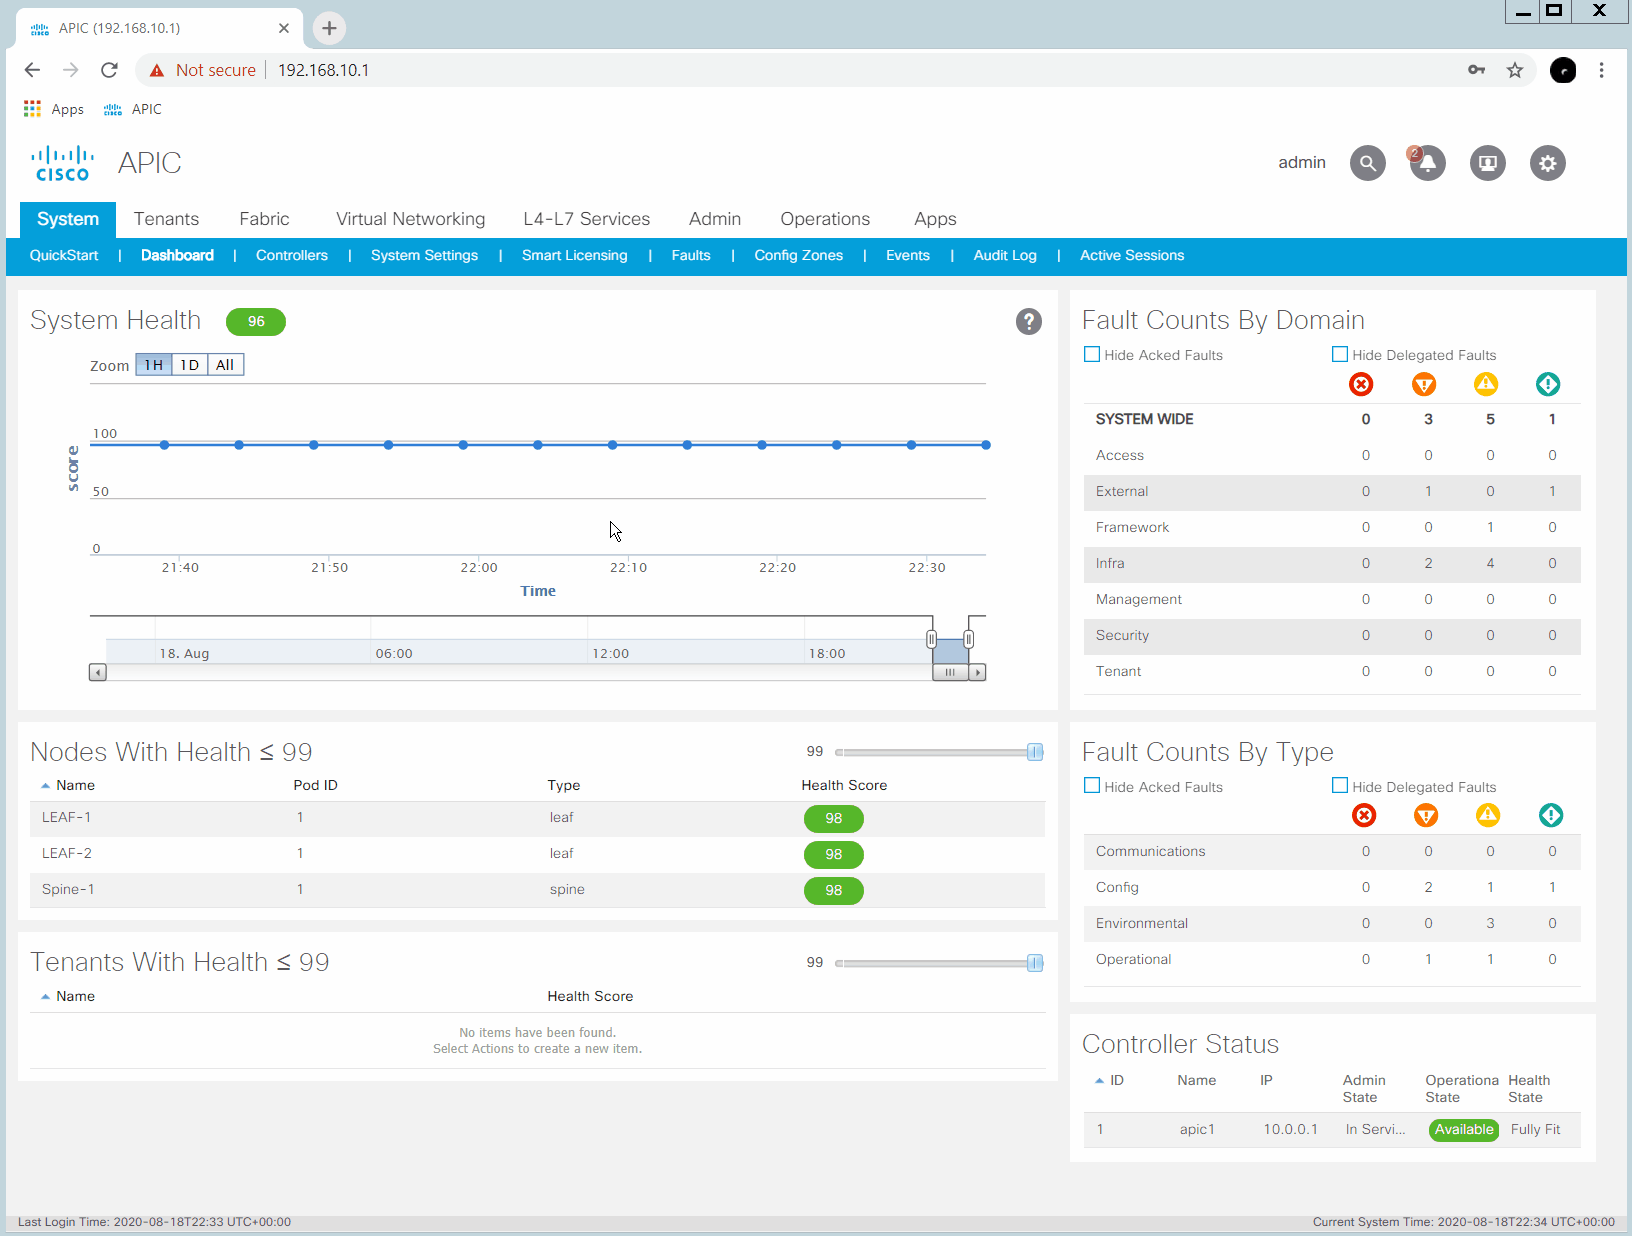 APIC (192.168.10.1)
Not secure 192.168.10.1
Apps APIC
CISCO APIC admin 2
System Tenants Fabric Virtual Networking L4-L7 Services Admin Operations Apps
QuickStart | Dashboard | Controllers | System Settings | Smart Licensing | Faults | Config Zones | Events | Audit Log | Active Sessions
System Health 96 ?
Zoom 1H 1D All
100
score
50
0
21:40 21:50 22:00 22:10 22:20 22:30
Time
18. Aug 06:00 12:00 18:00
Nodes With Health ≤ 99 99
Name Pod ID Type Health Score
LEAF-1 1 leaf 98
LEAF-2 1 leaf 98
Spine-1 1 spine 98
Tenants With Health ≤ 99 99
Name Health Score
No items have been found.
Select Actions to create a new item.
Fault Counts By Domain
Hide Acked Faults Hide Delegated Faults
SYSTEM WIDE 0 3 5 1
Access 0 0 0 0
External 0 1 0 1
Framework 0 0 1 0
Infra 0 2 4 0
Management 0 0 0 0
Security 0 0 0 0
Tenant 0 0 0 0
Fault Counts By Type
Hide Acked Faults Hide Delegated Faults
Communications 0 0 0 0
Config 0 2 1 1
Environmental 0 0 3 0
Operational 0 1 1 0
Controller Status
ID Name IP Admin Operationa Health
State State State
1 apic1 10.0.0.1 In Servi... Available Fully Fit
Last Login Time: 2020-08-18T22:33 UTC+00:00 Current System Time: 2020-08-18T22:34 UTC+00:00